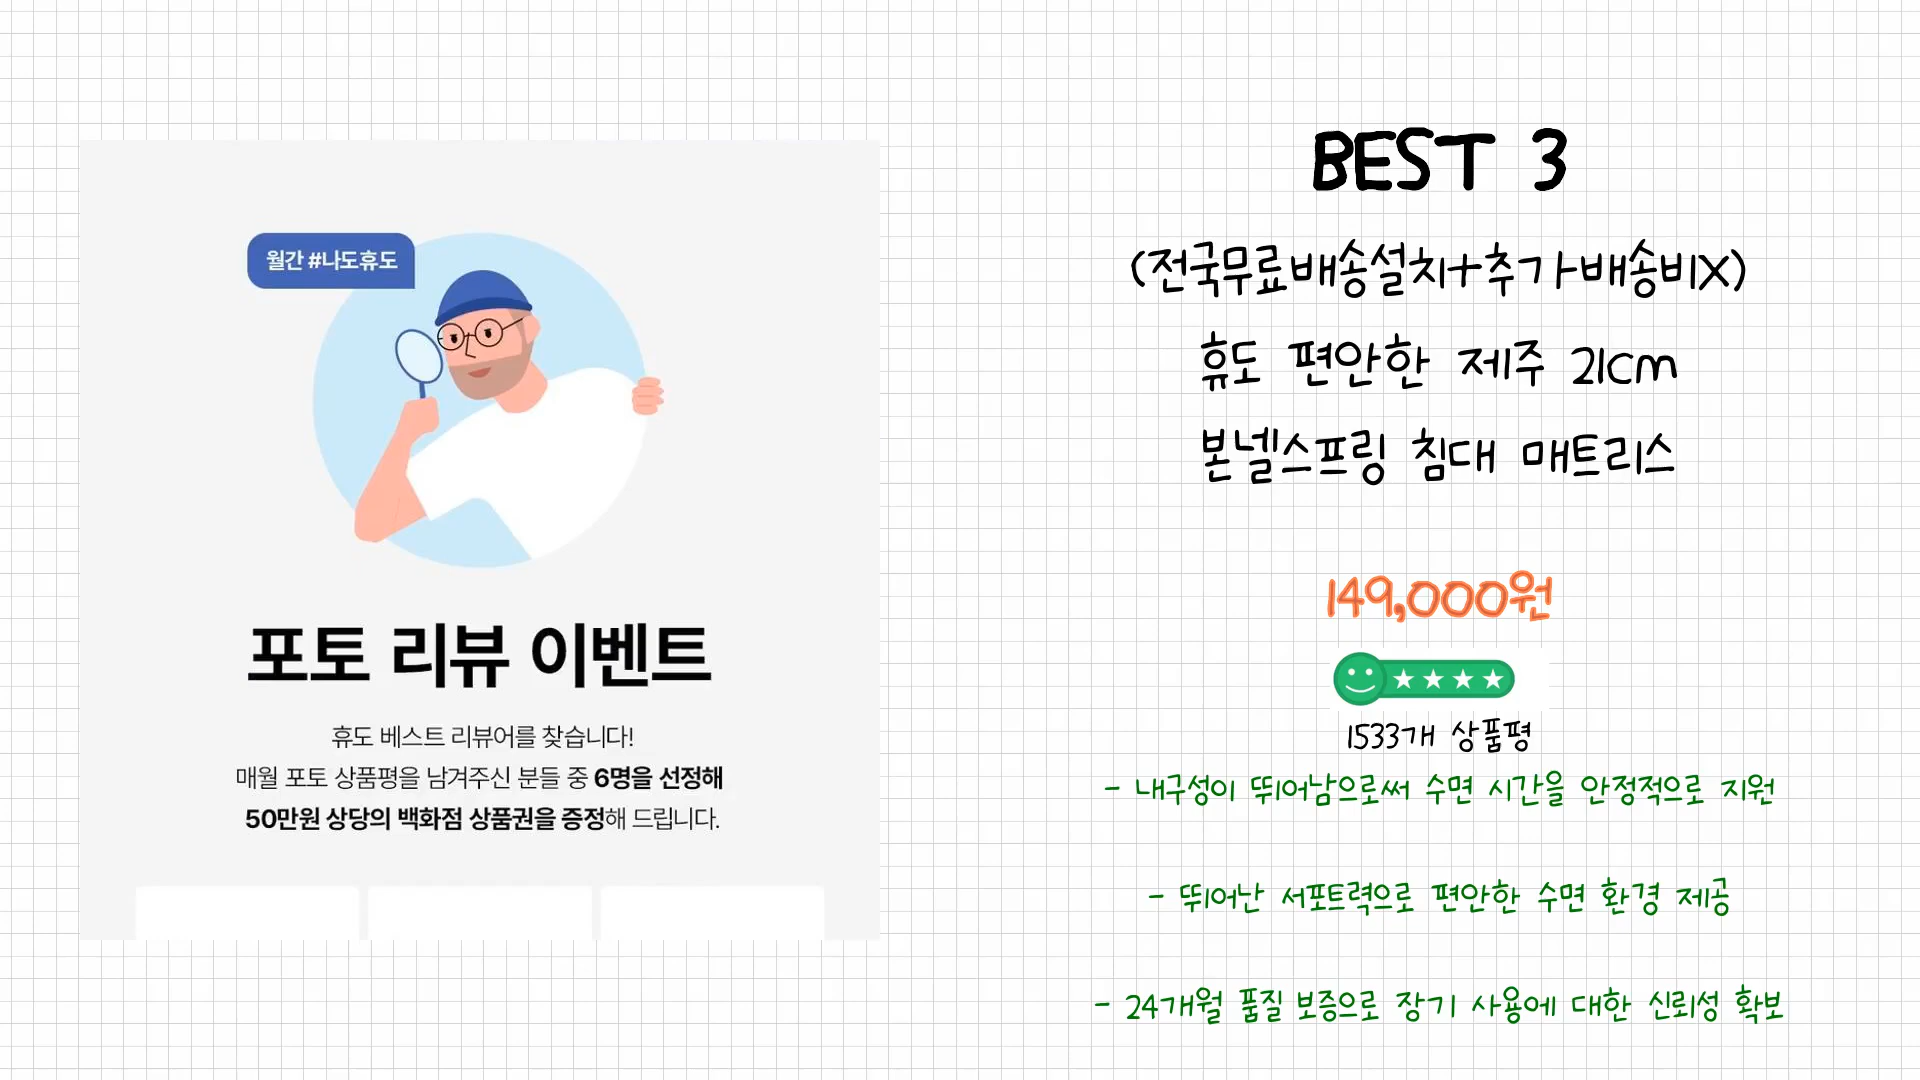 월간 #나도휴도
포토 리뷰 이벤트
휴도 베스트 리뷰어를 찾습니다!
매월 포토 상품평을 남겨주신 분들 중 6명을 선정해
50만원 상당의 백화점 상품권을 증정해 드립니다.
BEST 3
(전국무료배송설치+추가배송비X)
휴도 편안한 제주 21cm
본넬스프링 침대 매트리스
149,000원
1533개 상품평
- 내구성이 뛰어남으로써 수면 시간을 안정적으로 지원
- 뛰어난 서포트력으로 편안한 수면 환경 제공
- 24개월 품질 보증으로 장기 사용에 대한 신뢰성 확보